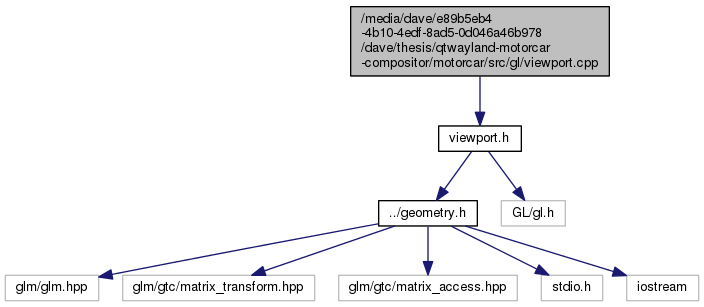 /media/dave/e89b5eb4
-4b10-4edf-8ad5-0d046a46b978
/dave/thesis/qtwayland-motorcar
-compositor/motorcar/src/gl/viewport.cpp
viewport.h
../geometry.h
GL/gl.h
glm/glm.hpp
glm/gtc/matrix_transform.hpp
glm/gtc/matrix_access.hpp
stdio.h
iostream